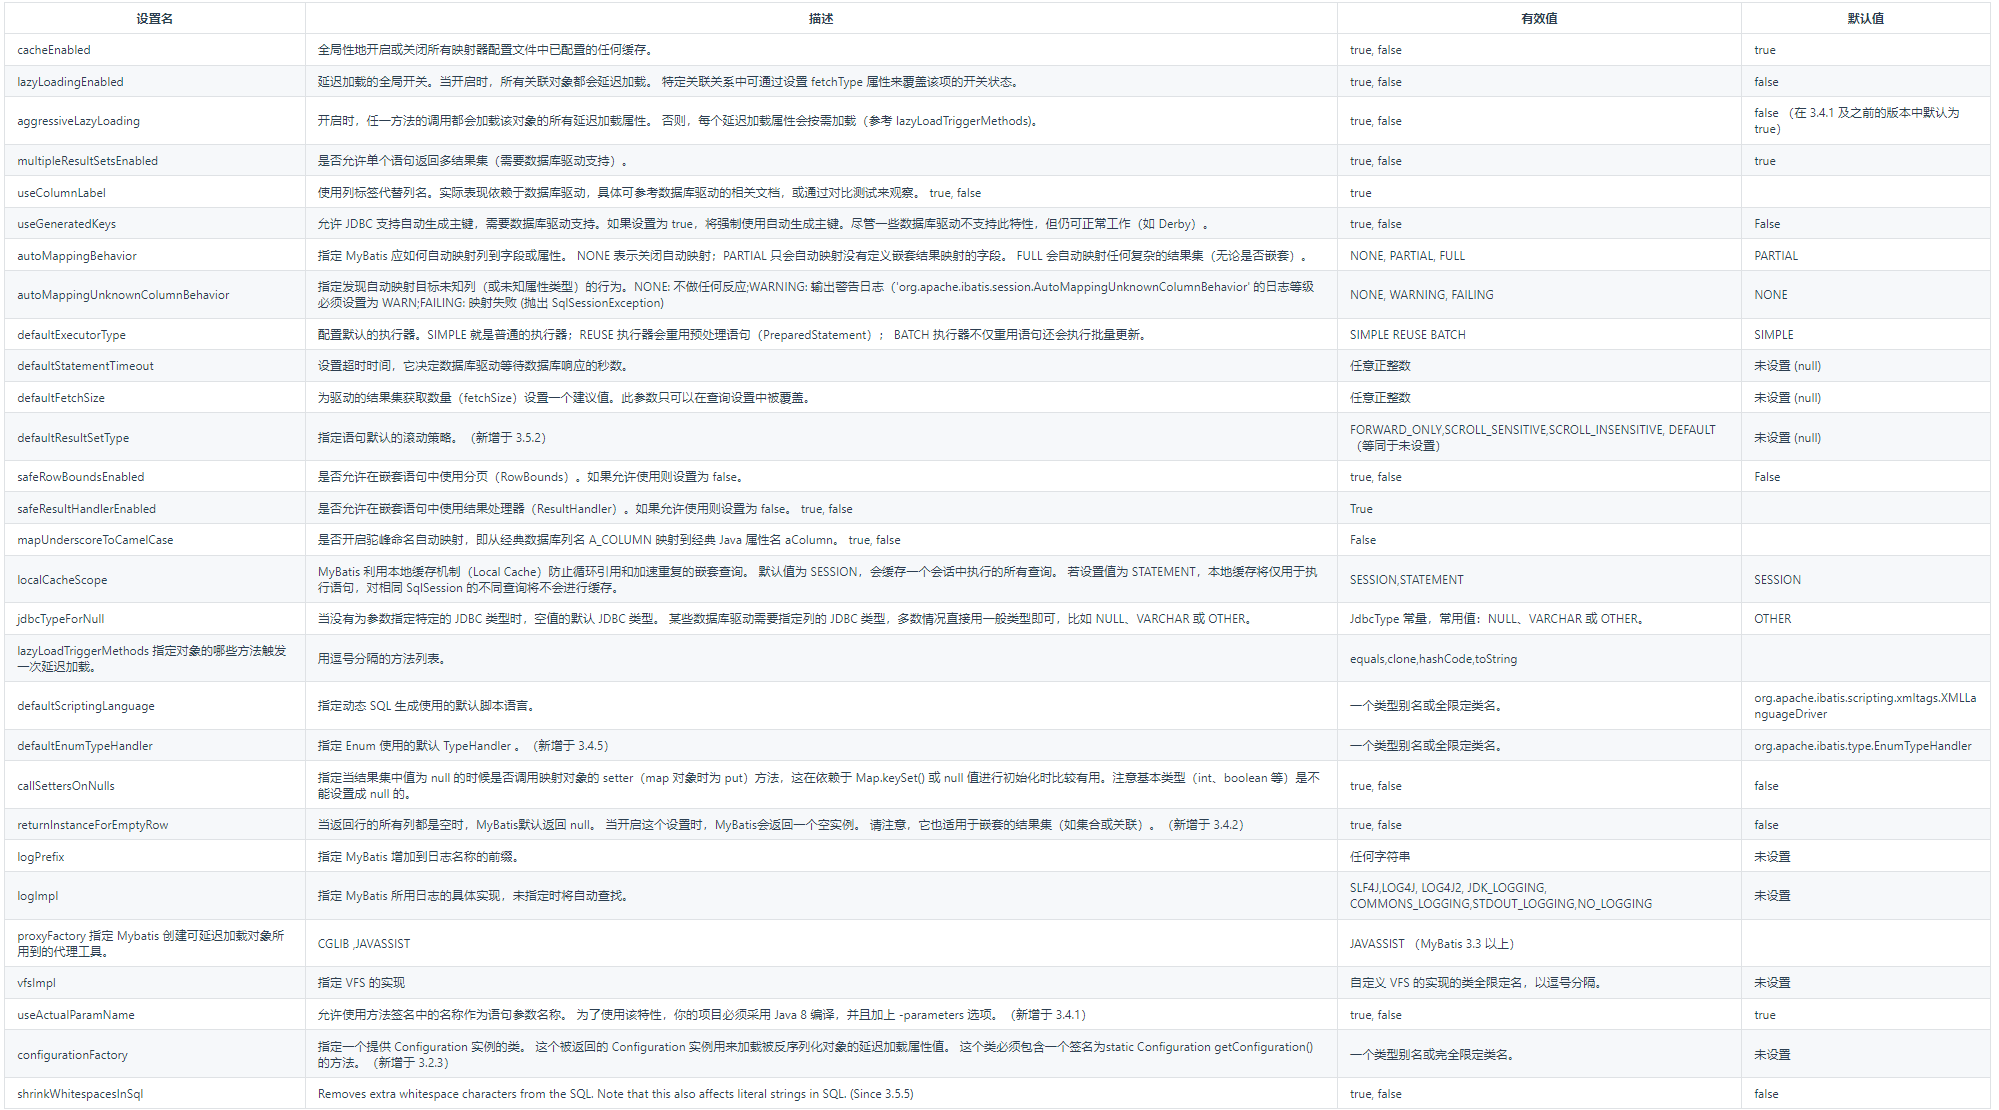 设置名 描述 有效值 默认值
cacheEnabled 全局性地开启或关闭所有映射器配置文件中已配置的任何缓存。 true, false true
lazyLoadingEnabled 延迟加载的全局开关。当开启时，所有关联对象都会延迟加载。 特定关联关系中可通过设置 fetchType 属性来覆盖该项的开关状态。 true, false false
aggressiveLazyLoading 开启时，任一方法的调用都会加载该对象的所有延迟加载属性。 否则，每个延迟加载属性会按需加载（参考 lazyLoadTriggerMethods)。 true, false false （在 3.4.1 及之前的版本中默认为
true）
multipleResultSetsEnabled 是否允许单个语句返回多结果集（需要数据库驱动支持）。 true, false true
useColumnLabel 使用列标签代替列名。实际表现依赖于数据库驱动，具体可参考数据库驱动的相关文档，或通过对比测试来观察。 true, false true
useGeneratedKeys 允许 JDBC 支持自动生成主键，需要数据库驱动支持。如果设置为 true，将强制使用自动生成主键。尽管一些数据库驱动不支持此特性，但仍可正常工作（如 Derby）。 true, false False
autoMappingBehavior 指定 MyBatis 应如何自动映射列到字段或属性。 NONE 表示关闭自动映射；PARTIAL 只会自动映射没有定义嵌套结果映射的字段。 FULL 会自动映射任何复杂的结果集（无论是否嵌套）。 NONE, PARTIAL, FULL PARTIAL
autoMappingUnknownColumnBehavior 指定发现自动映射目标未知列（或未知属性类型）的行为。NONE: 不做任何反应;WARNING: 输出警告日志（'org.apache.ibatis.session.AutoMappingUnknownColumnBehavior' 的日志等级
必须设置为 WARN;FAILING: 映射失败 (抛出 SqlSessionException) NONE, WARNING, FAILING NONE
defaultExecutorType 配置默认的执行器。SIMPLE 就是普通的执行器；REUSE 执行器会重用预处理语句（PreparedStatement）； BATCH 执行器不仅重用语句还会执行批量更新。 SIMPLE REUSE BATCH SIMPLE
defaultStatementTimeout 设置超时时间，它决定数据库驱动等待数据库响应的秒数。 任意正整数 未设置 (null)
defaultFetchSize 为驱动的结果集获取数量（fetchSize）设置一个建议值。此参数只可以在查询设置中被覆盖。 任意正整数 未设置 (null)
defaultResultSetType 指定语句默认的滚动策略。（新增于 3.5.2） FORWARD_ONLY,SCROLL_SENSITIVE,SCROLL_INSENSITIVE, DEFAULT
（等同于未设置） 未设置 (null)
safeRowBoundsEnabled 是否允许在嵌套语句中使用分页（RowBounds）。如果允许使用则设置为 false。 true, false False
safeResultHandlerEnabled 是否允许在嵌套语句中使用结果处理器（ResultHandler）。如果允许使用则设置为 false。 true, false True
mapUnderscoreToCamelCase 是否开启驼峰命名自动映射，即从经典数据库列名 A_COLUMN 映射到经典 Java 属性名 aColumn。 true, false False
localCacheScope MyBatis 利用本地缓存机制（Local Cache）防止循环引用和加速重复的嵌套查询。 默认值为 SESSION，会缓存一个会话中执行的所有查询。 若设置值为 STATEMENT，本地缓存将仅用于执
行语句，对相同 SqlSession 的不同查询将不会进行缓存。 SESSION,STATEMENT SESSION
jdbcTypeForNull 当没有为参数指定特定的 JDBC 类型时，空值的默认 JDBC 类型。 某些数据库驱动需要指定列的 JDBC 类型，多数情况直接用一般类型即可，比如 NULL、VARCHAR 或 OTHER。 JdbcType 常量，常用值：NULL、VARCHAR 或 OTHER。 OTHER
lazyLoadTriggerMethods 指定对象的哪些方法触发
一次延迟加载。 用逗号分隔的方法列表。 equals,clone,hashCode,toString
defaultScriptingLanguage 指定动态 SQL 生成使用的默认脚本语言。 一个类型别名或全限定类名。 org.apache.ibatis.scripting.xmltags.XMLLa
nguageDriver
defaultEnumTypeHandler 指定 Enum 使用的默认 TypeHandler 。（新增于 3.4.5） 一个类型别名或全限定类名。 org.apache.ibatis.type.EnumTypeHandler
callSettersOnNulls 指定当结果集中值为 null 的时候是否调用映射对象的 setter（map 对象时为 put）方法，这在依赖于 Map.keySet() 或 null 值进行初始化时比较有用。注意基本类型（int、boolean 等）是不
能设置成 null 的。 true, false false
returnInstanceForEmptyRow 当返回行的所有列都是空时，MyBatis默认返回 null。 当开启这个设置时，MyBatis会返回一个空实例。 请注意，它也适用于嵌套的结果集（如集合或关联）。（新增于 3.4.2） true, false false
logPrefix 指定 MyBatis 增加到日志名称的前缀。 任何字符串 未设置
logImpl 指定 MyBatis 所用日志的具体实现，未指定时将自动查找。 SLF4J,LOG4J, LOG4J2, JDK_LOGGING,
COMMONS_LOGGING,STDOUT_LOGGING,NO_LOGGING 未设置
proxyFactory 指定 Mybatis 创建可延迟加载对象所
用到的代理工具。 CGLIB ,JAVASSIST JAVASSIST （MyBatis 3.3 以上）
vfsImpl 指定 VFS 的实现 自定义 VFS 的实现的类全限定名，以逗号分隔。 未设置
useActualParamName 允许使用方法签名中的名称作为语句参数名称。 为了使用该特性，你的项目必须采用 Java 8 编译，并且加上 -parameters 选项。（新增于 3.4.1） true, false true
configurationFactory 指定一个提供 Configuration 实例的类。 这个被返回的 Configuration 实例用来加载被反序列化对象的延迟加载属性值。 这个类必须包含一个签名为static Configuration getConfiguration()
的方法。（新增于 3.2.3） 一个类型别名或完全限定类名。 未设置
shrinkWhitespacesInSql Removes extra whitespace characters from the SQL. Note that this also affects literal strings in SQL. (Since 3.5.5) true, false false